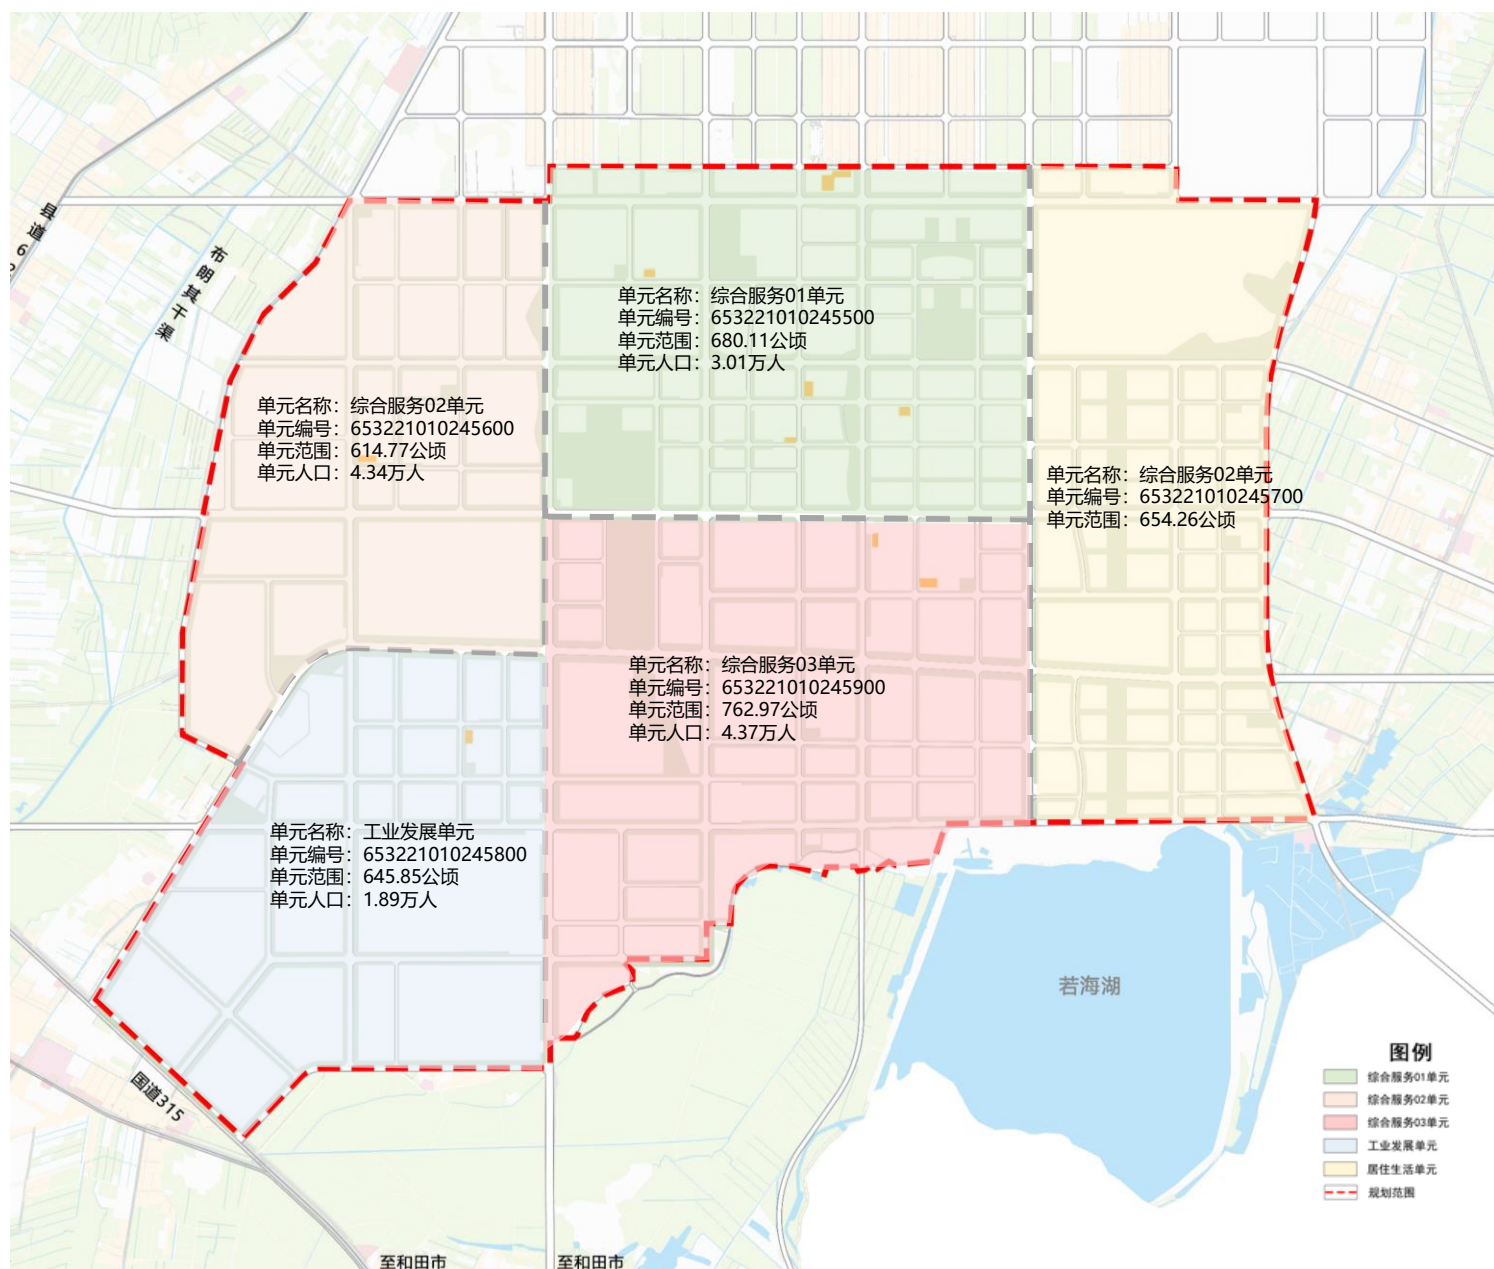 县道6
布朗其干渠
单元名称：综合服务01单元
单元编号：653221010245500
单元范围：680.11公顷
单元人口：3.01万人
单元名称：综合服务02单元
单元编号：653221010245600
单元范围：614.77公顷
单元人口：4.34万人
单元名称：综合服务02单元
单元编号：653221010245700
单元范围：654.26公顷
单元名称：综合服务03单元
单元编号：653221010245900
单元范围：762.97公顷
单元人口：4.37万人
单元名称：工业发展单元
单元编号：653221010245800
单元范围：645.85公顷
单元人口：1.89万人
若海湖
国道315
至和田市
至和田市
图例
综合服务01单元
综合服务02单元
综合服务03单元
工业发展单元
居住生活单元
规划范围